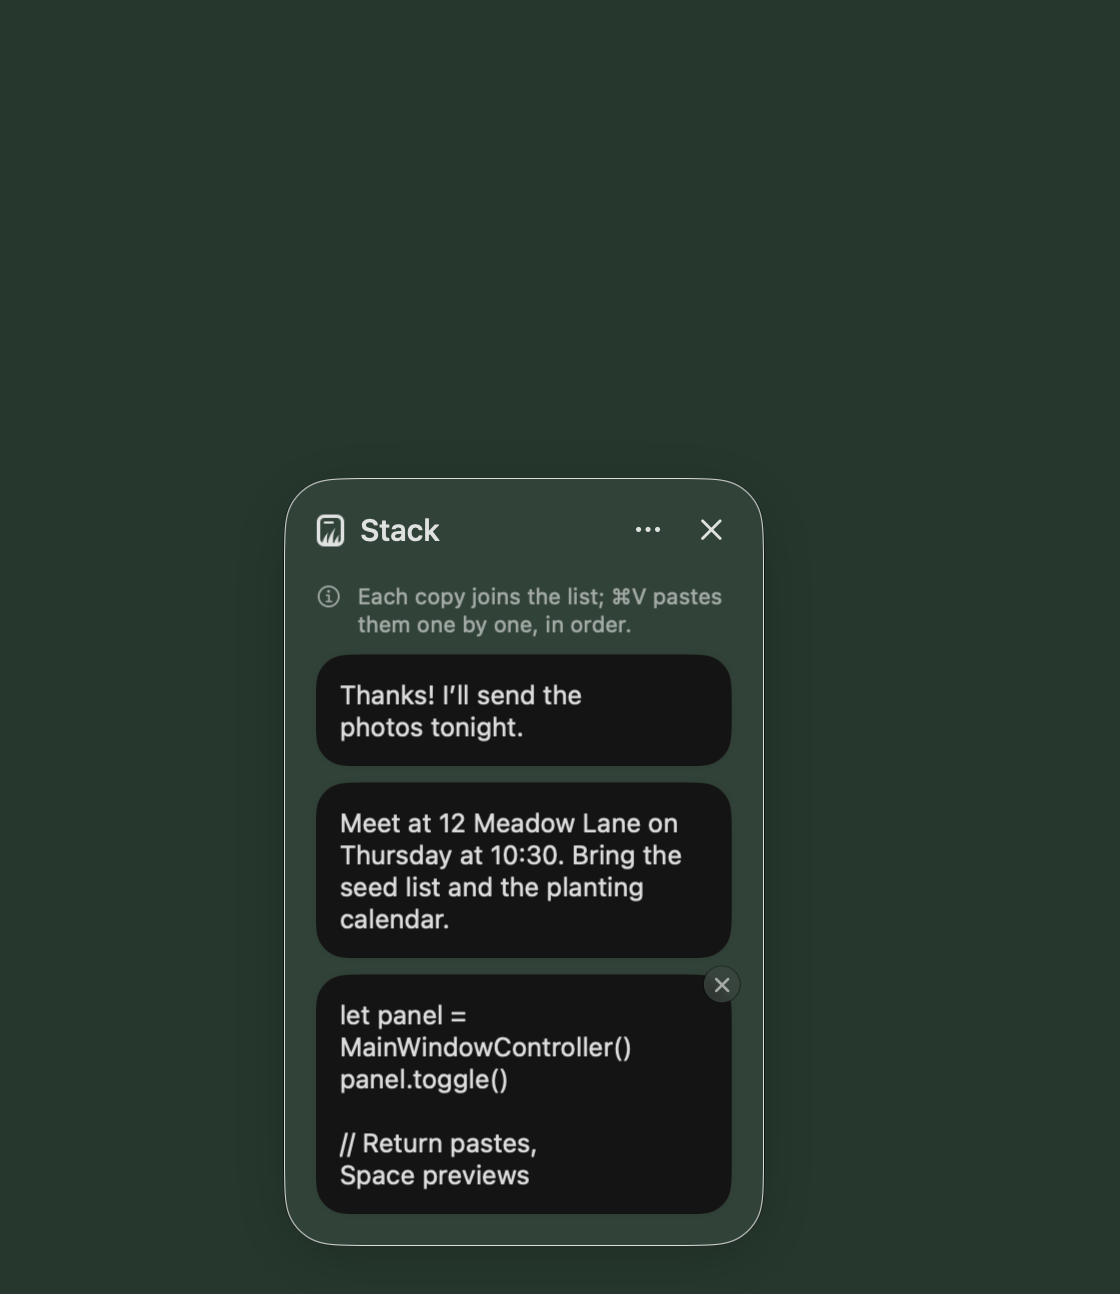 Stack
Each copy joins the list; ⌘V pastes
them one by one, in order.
Thanks! I’ll send the
photos tonight.
Meet at 12 Meadow Lane on
Thursday at 10:30. Bring the
seed list and the planting
calendar.
let panel =
MainWindowController()
panel.toggle()
// Return pastes,
Space previews